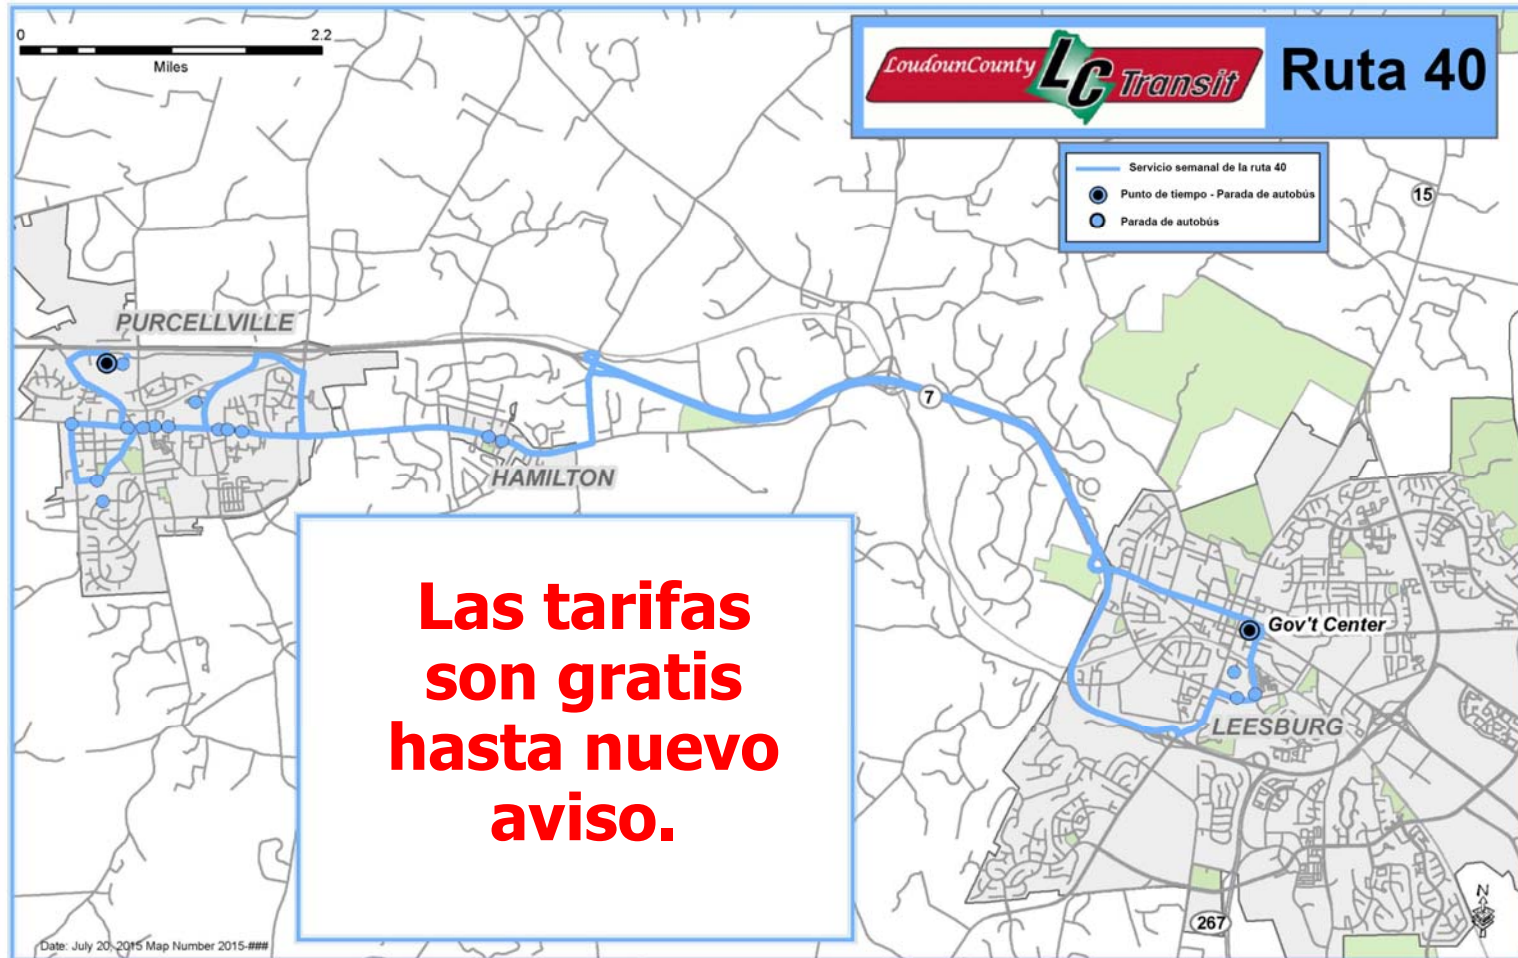 0 2.2
Miles
LoudounCounty LC Transit
Ruta 40
Servicio semanal de la ruta 40
Punto de tiempo - Parada de autobús
Parada de autobús
15
PURCELLVILLE
7
HAMILTON
Las tarifas
son gratis
hasta nuevo
aviso.
Gov't Center
LEESBURG
267
N
Date: July 20, 2015 Map Number 2015-###